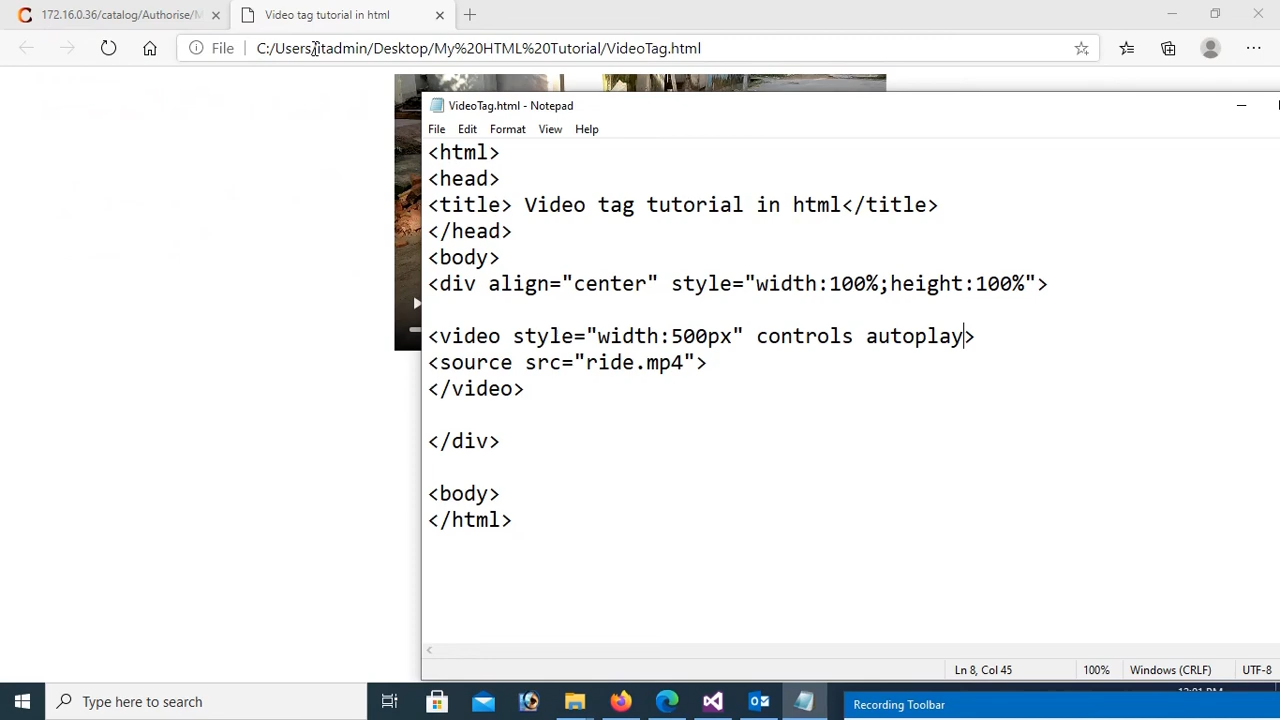 172.16.0.36/catalog/Authorise/M
Video tag tutorial in html
File
C:/Users/itadmin/Desktop/My%20HTML%20Tutorial/VideoTag.html
VideoTag.html - Notepad
File Edit Format View Help
<html>
<head>
<title> Video tag tutorial in html</title>
</head>
<body>
<div align="center" style="width:100%;height:100%">
<video style="width:500px" controls autoplay>
<source src="ride.mp4">
</video>
</div>
<body>
</html>
Ln 8, Col 45
100%
Windows (CRLF)
UTF-8
Type here to search
Recording Toolbar